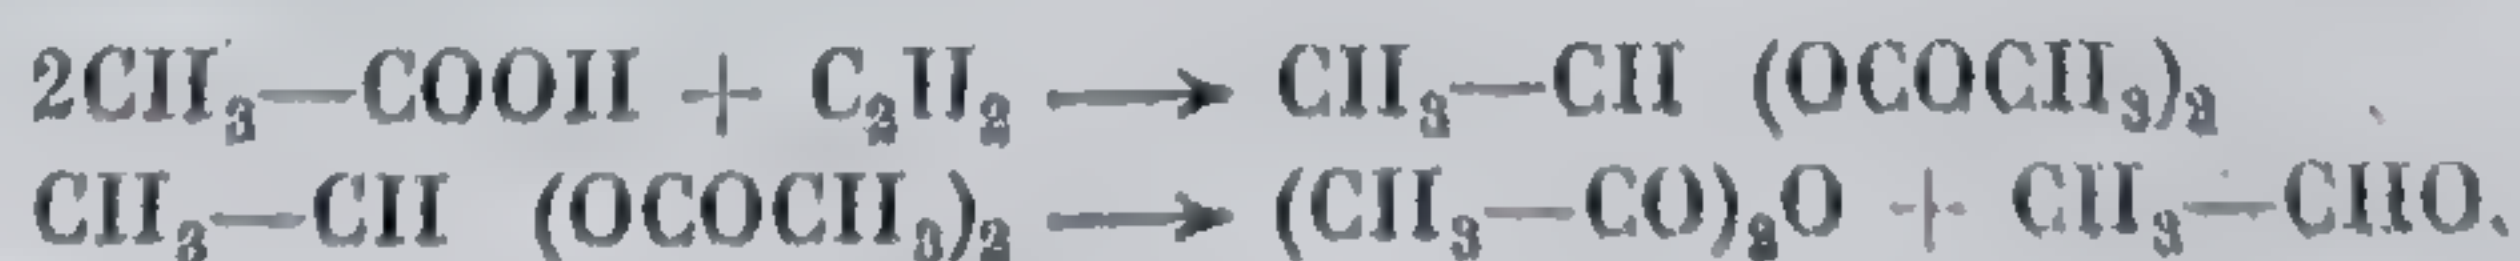 2CH₃—COOH + C₂H₂ ⟶ CH₃—CH (OCOCH₃)₂
CH₃—CH (OCOCH₃)₂ ⟶ (CH₃—CO)₂O + CH₃—CHO.